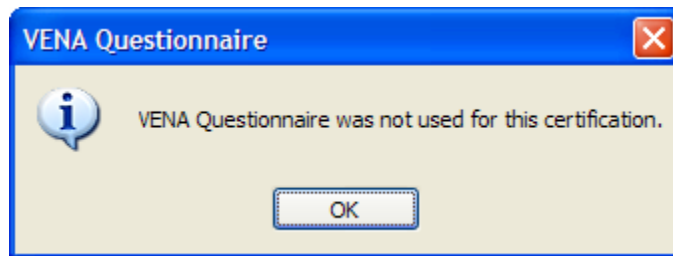 VENA Questionnaire
VENA Questionnaire was not used for this certification.
OK